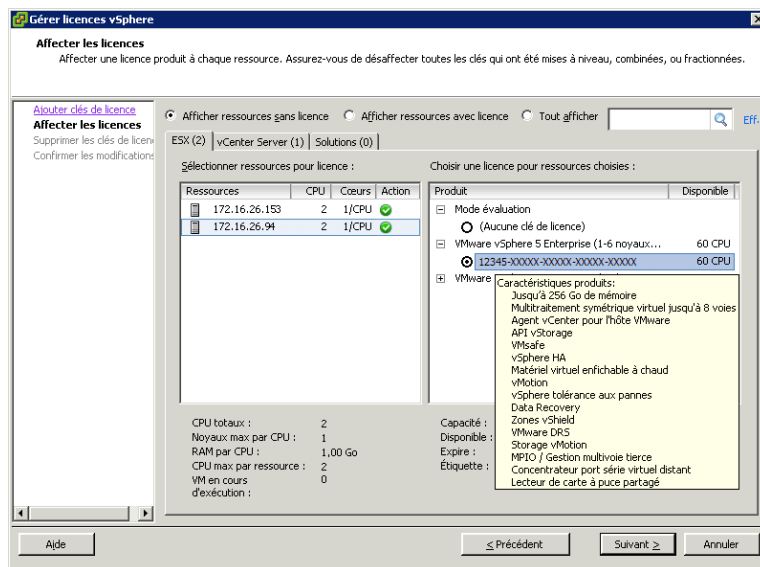 Gérer licences vSphere
Affecter les licences
Affecter une licence produit à chaque ressource. Assurez-vous de désaffecter toutes les clés qui ont été mises à niveau, combinées, ou fractionnées.
Ajouter clés de licence
Affecter les licences
Supprimer les clés de licen
Confirmer les modifications
Afficher ressources sans licence Afficher ressources avec licence Tout afficher Eff.
ESX (2) vCenter Server (1) Solutions (0)
Sélectionner ressources pour licence : Choisir une licence pour ressources choisies :
Ressources CPU Cœurs Action Produit Disponible
172.16.26.153 2 1/CPU Mode évaluation
172.16.26.94 2 1/CPU (Aucune clé de licence)
VMware vSphere 5 Enterprise (1-6 noyaux... 60 CPU
12345-XXXXX-XXXXX-XXXXX-XXXXX 60 CPU
VMware
Caractéristiques produits:
Jusqu'à 256 Go de mémoire
Multitraitement symétrique virtuel jusqu'à 8 voies
Agent vCenter pour l'hôte VMware
API vStorage
VMsafe
vSphere HA
Matériel virtuel enfichable à chaud
vMotion
vSphere tolérance aux pannes
Data Recovery
Zones vShield
VMware DRS
Storage vMotion
MPIO / Gestion multivoie tierce
Concentrateur port série virtuel distant
Lecteur de carte à puce partagé
CPU totaux : 2
Noyaux max par CPU : 1
RAM par CPU : 1,00 Go
CPU max par ressource : 2
VM en cours 0
d'exécution :
Capacité :
Disponible :
Expire :
Étiquette :
Aide ≤ Précédent Suivant ≥ Annuler